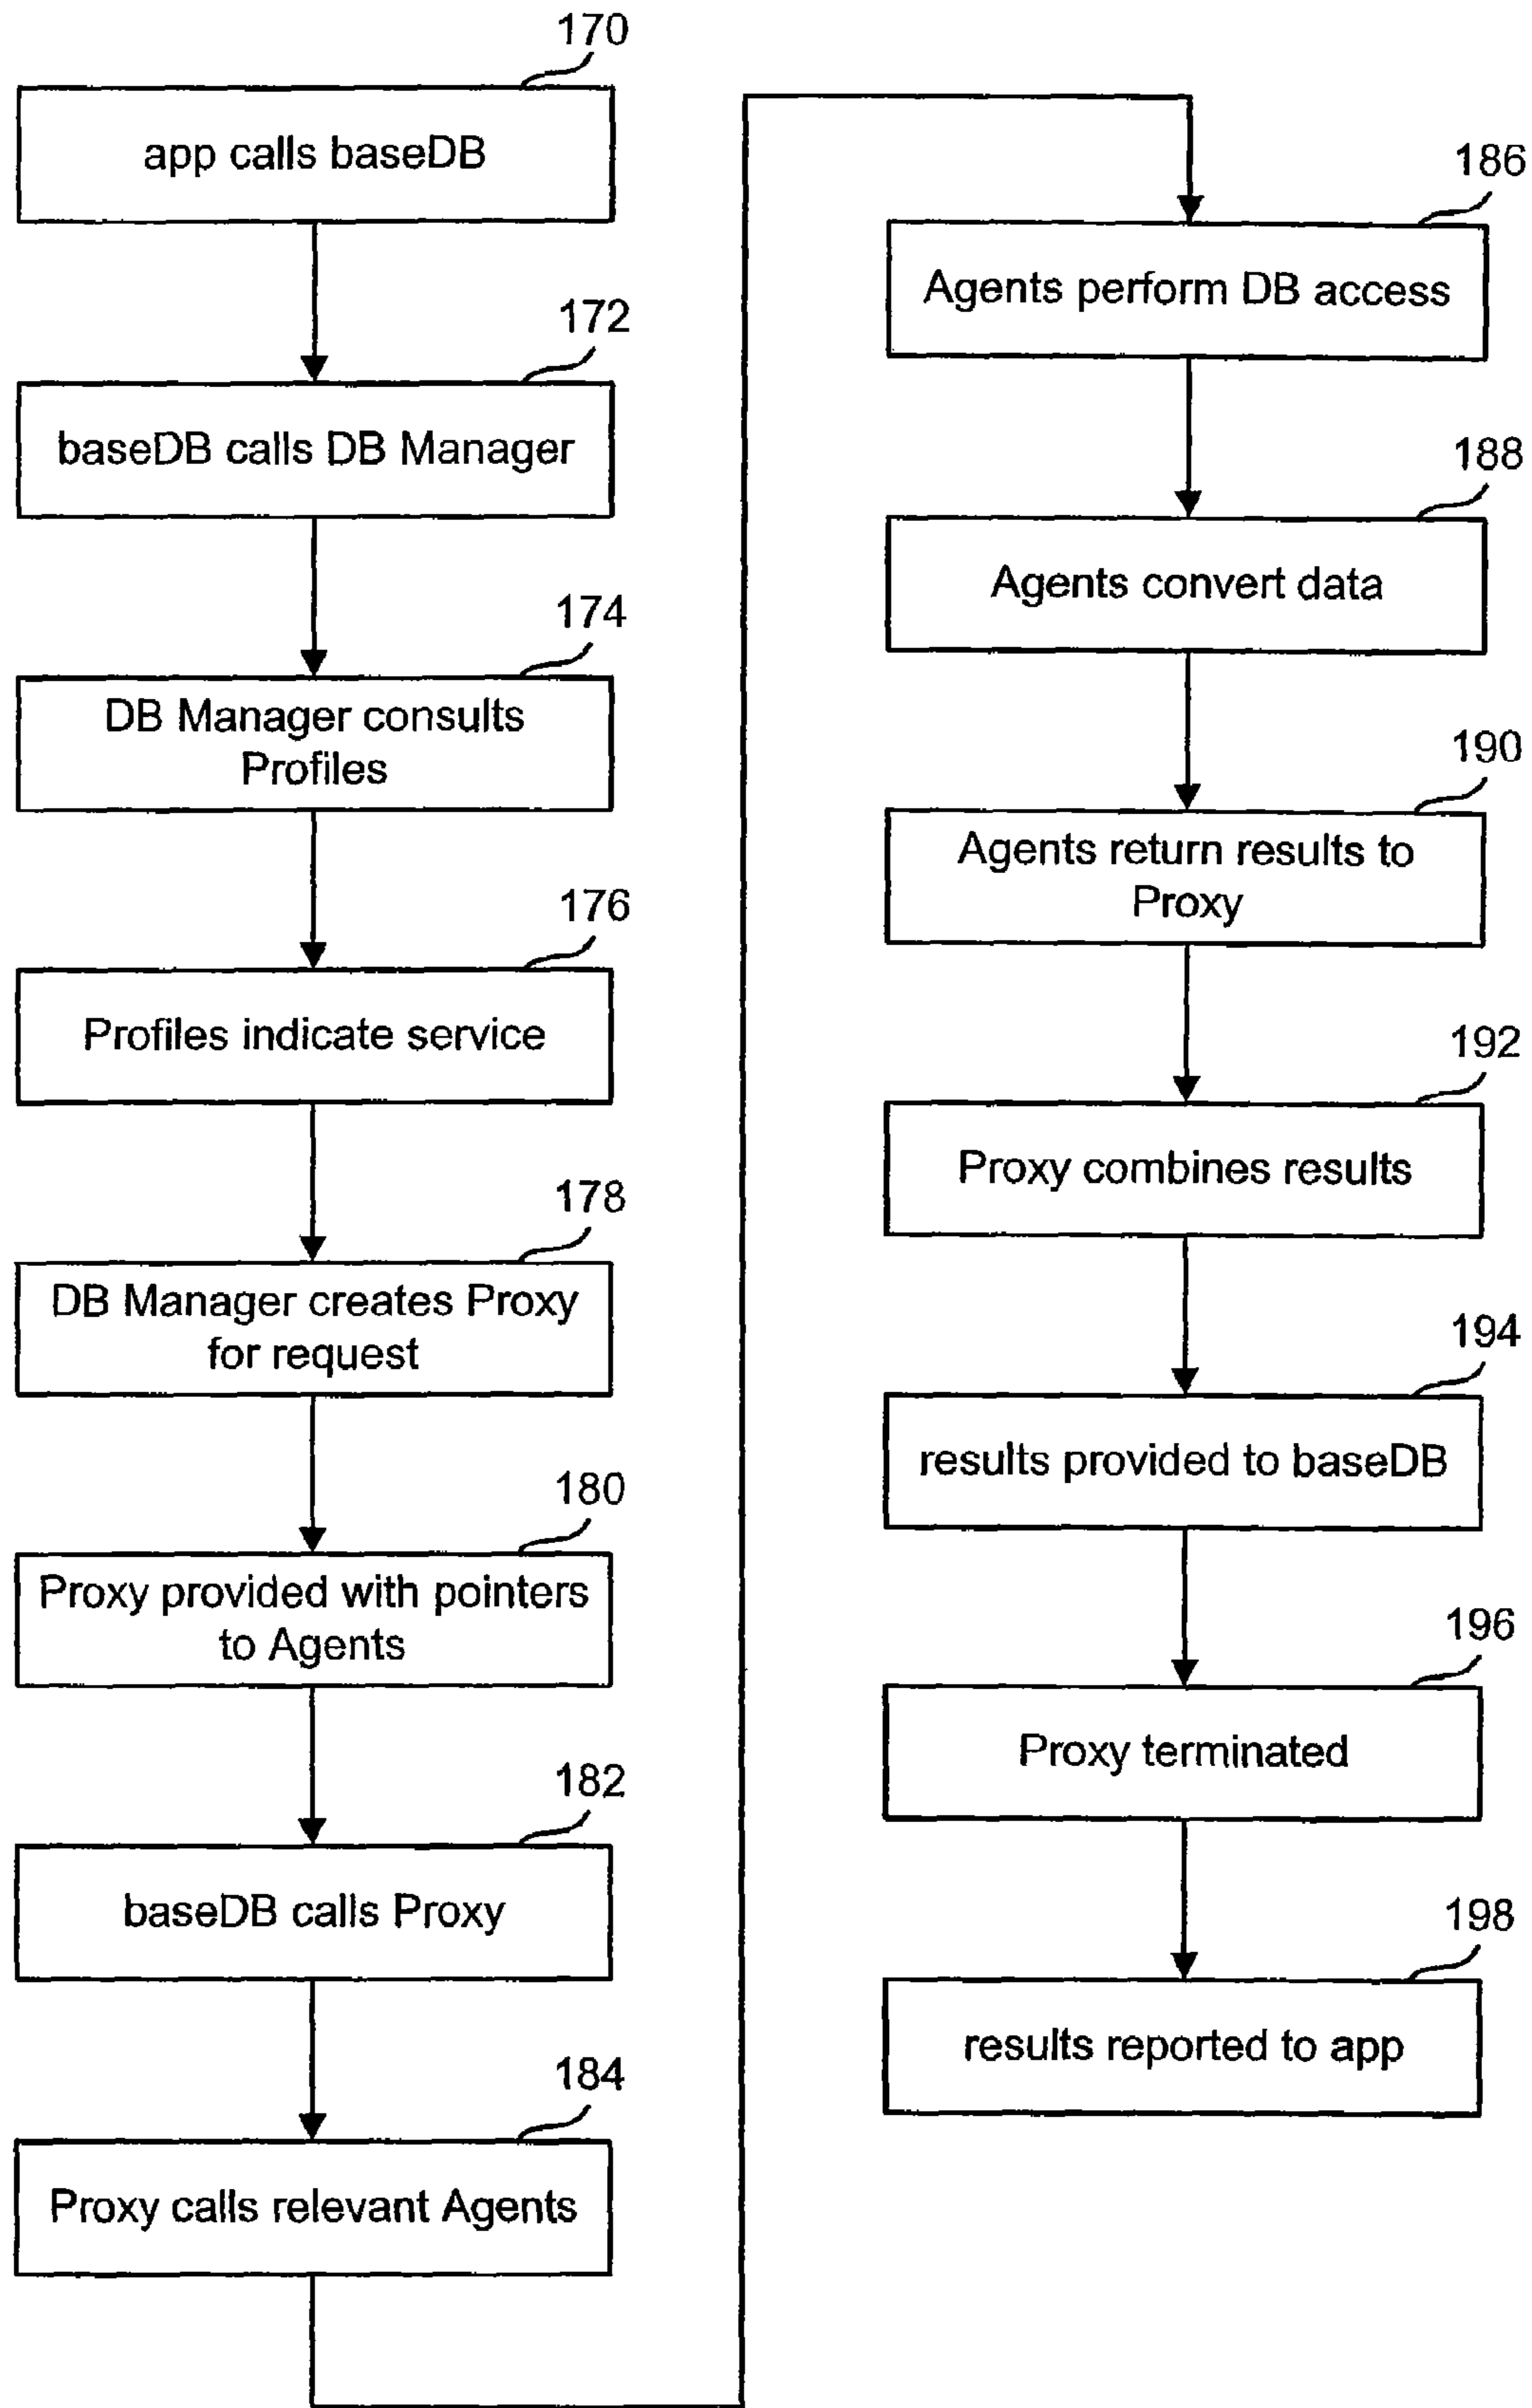 170
app calls baseDB
172
baseDB calls DB Manager
174
DB Manager consults
Profiles
176
Profiles indicate service
178
DB Manager creates Proxy
for request
180
Proxy provided with pointers
to Agents
182
baseDB calls Proxy
184
Proxy calls relevant Agents
186
Agents perform DB access
188
Agents convert data
190
Agents return results to
Proxy
192
Proxy combines results
194
results provided to baseDB
196
Proxy terminated
198
results reported to app